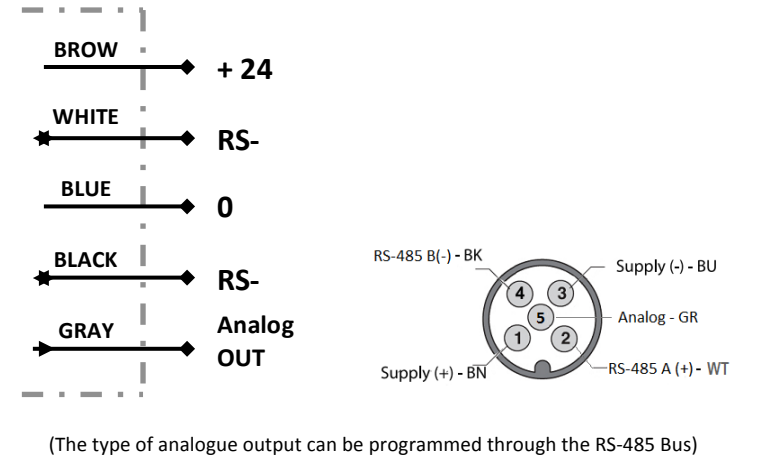 BROW
+ 24
WHITE
RS-
BLUE
0
BLACK
RS-
GRAY
Analog
OUT
RS-485 B(-) - BK
Supply (-) - BU
4
3
5
Analog - GR
1
2
Supply (+) - BN
RS-485 A (+) - WT
(The type of analogue output can be programmed through the RS-485 Bus)